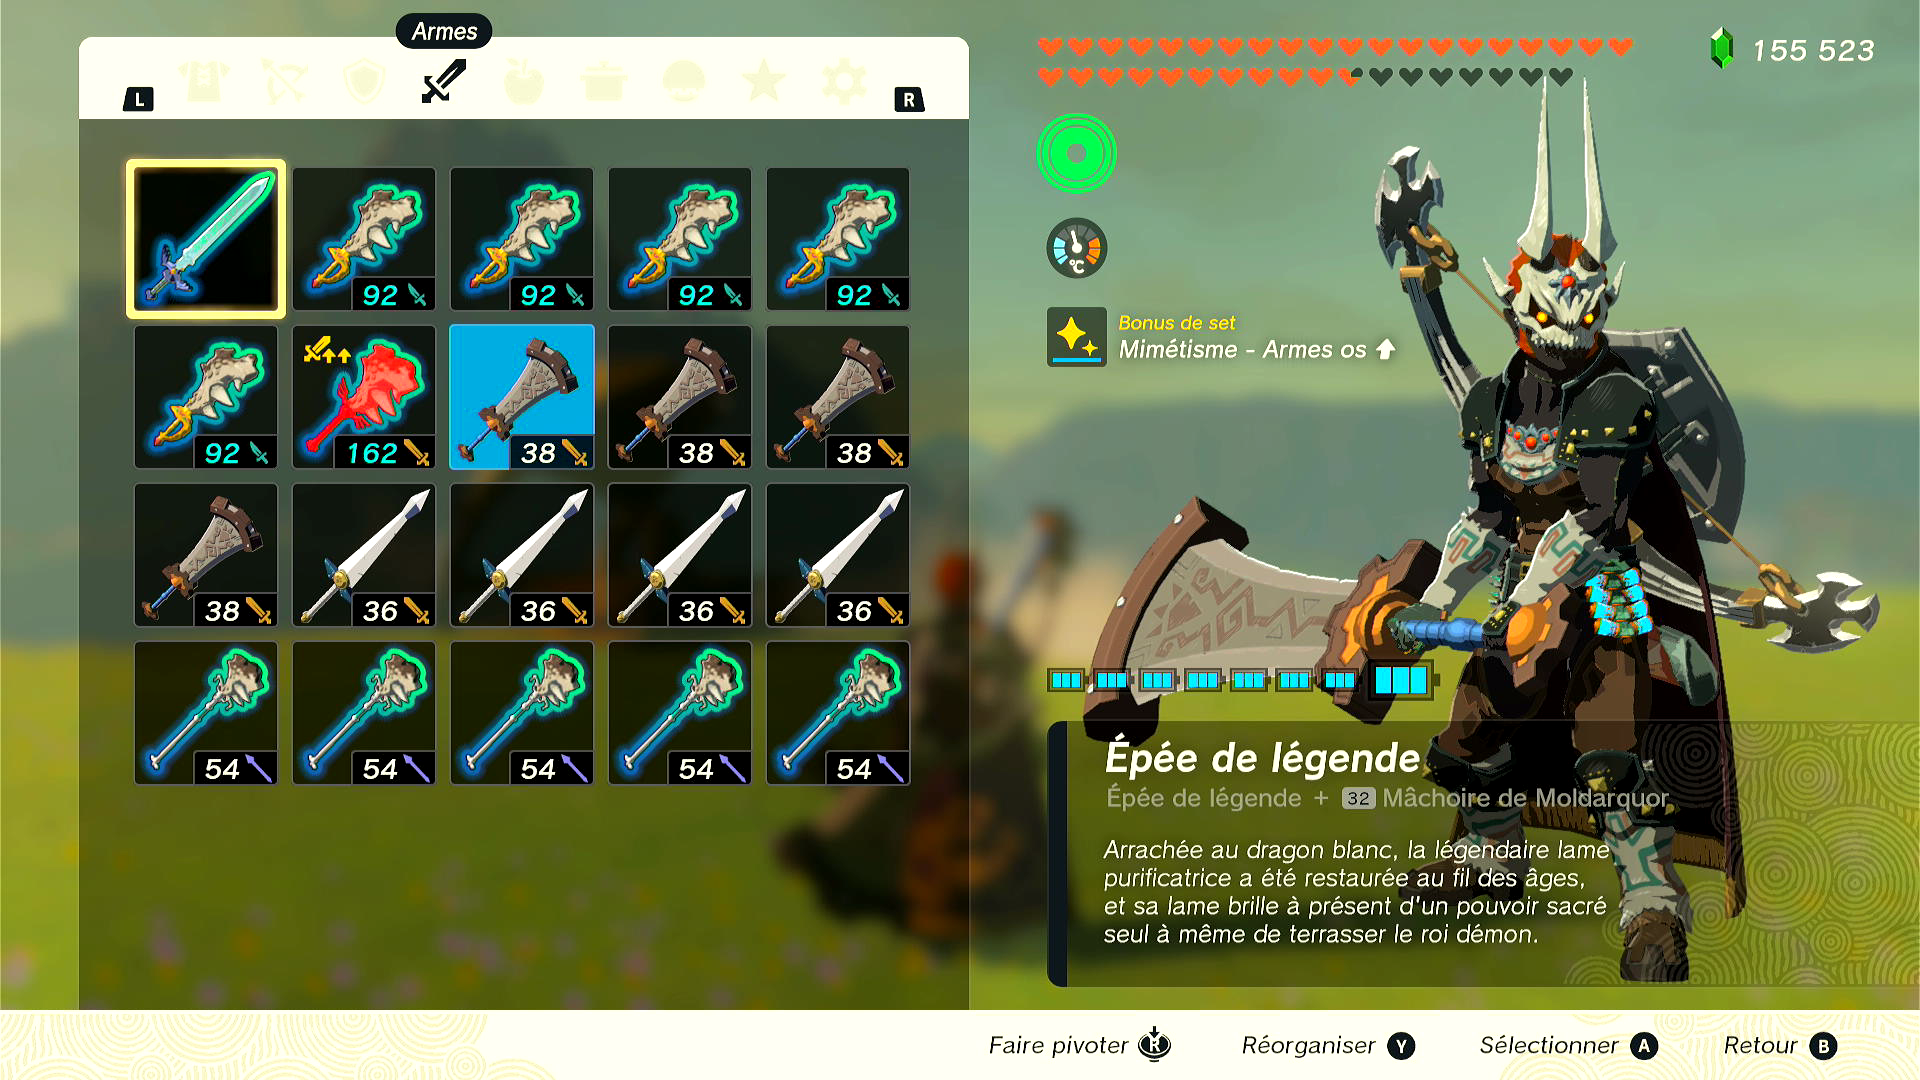 Armes
L
R
155 523
92
92
92
92
92
162
38
38
38
38
36
36
36
36
54
54
54
54
54
°C
Bonus de set
Mimétisme - Armes os
Épée de légende
Épée de légende + 32 Mâchoire de Moldarquor
Arrachée au dragon blanc, la légendaire lame
purificatrice a été restaurée au fil des âges,
et sa lame brille à présent d'un pouvoir sacré
seul à même de terrasser le roi démon.
Faire pivoter R
Réorganiser Y
Sélectionner A
Retour B